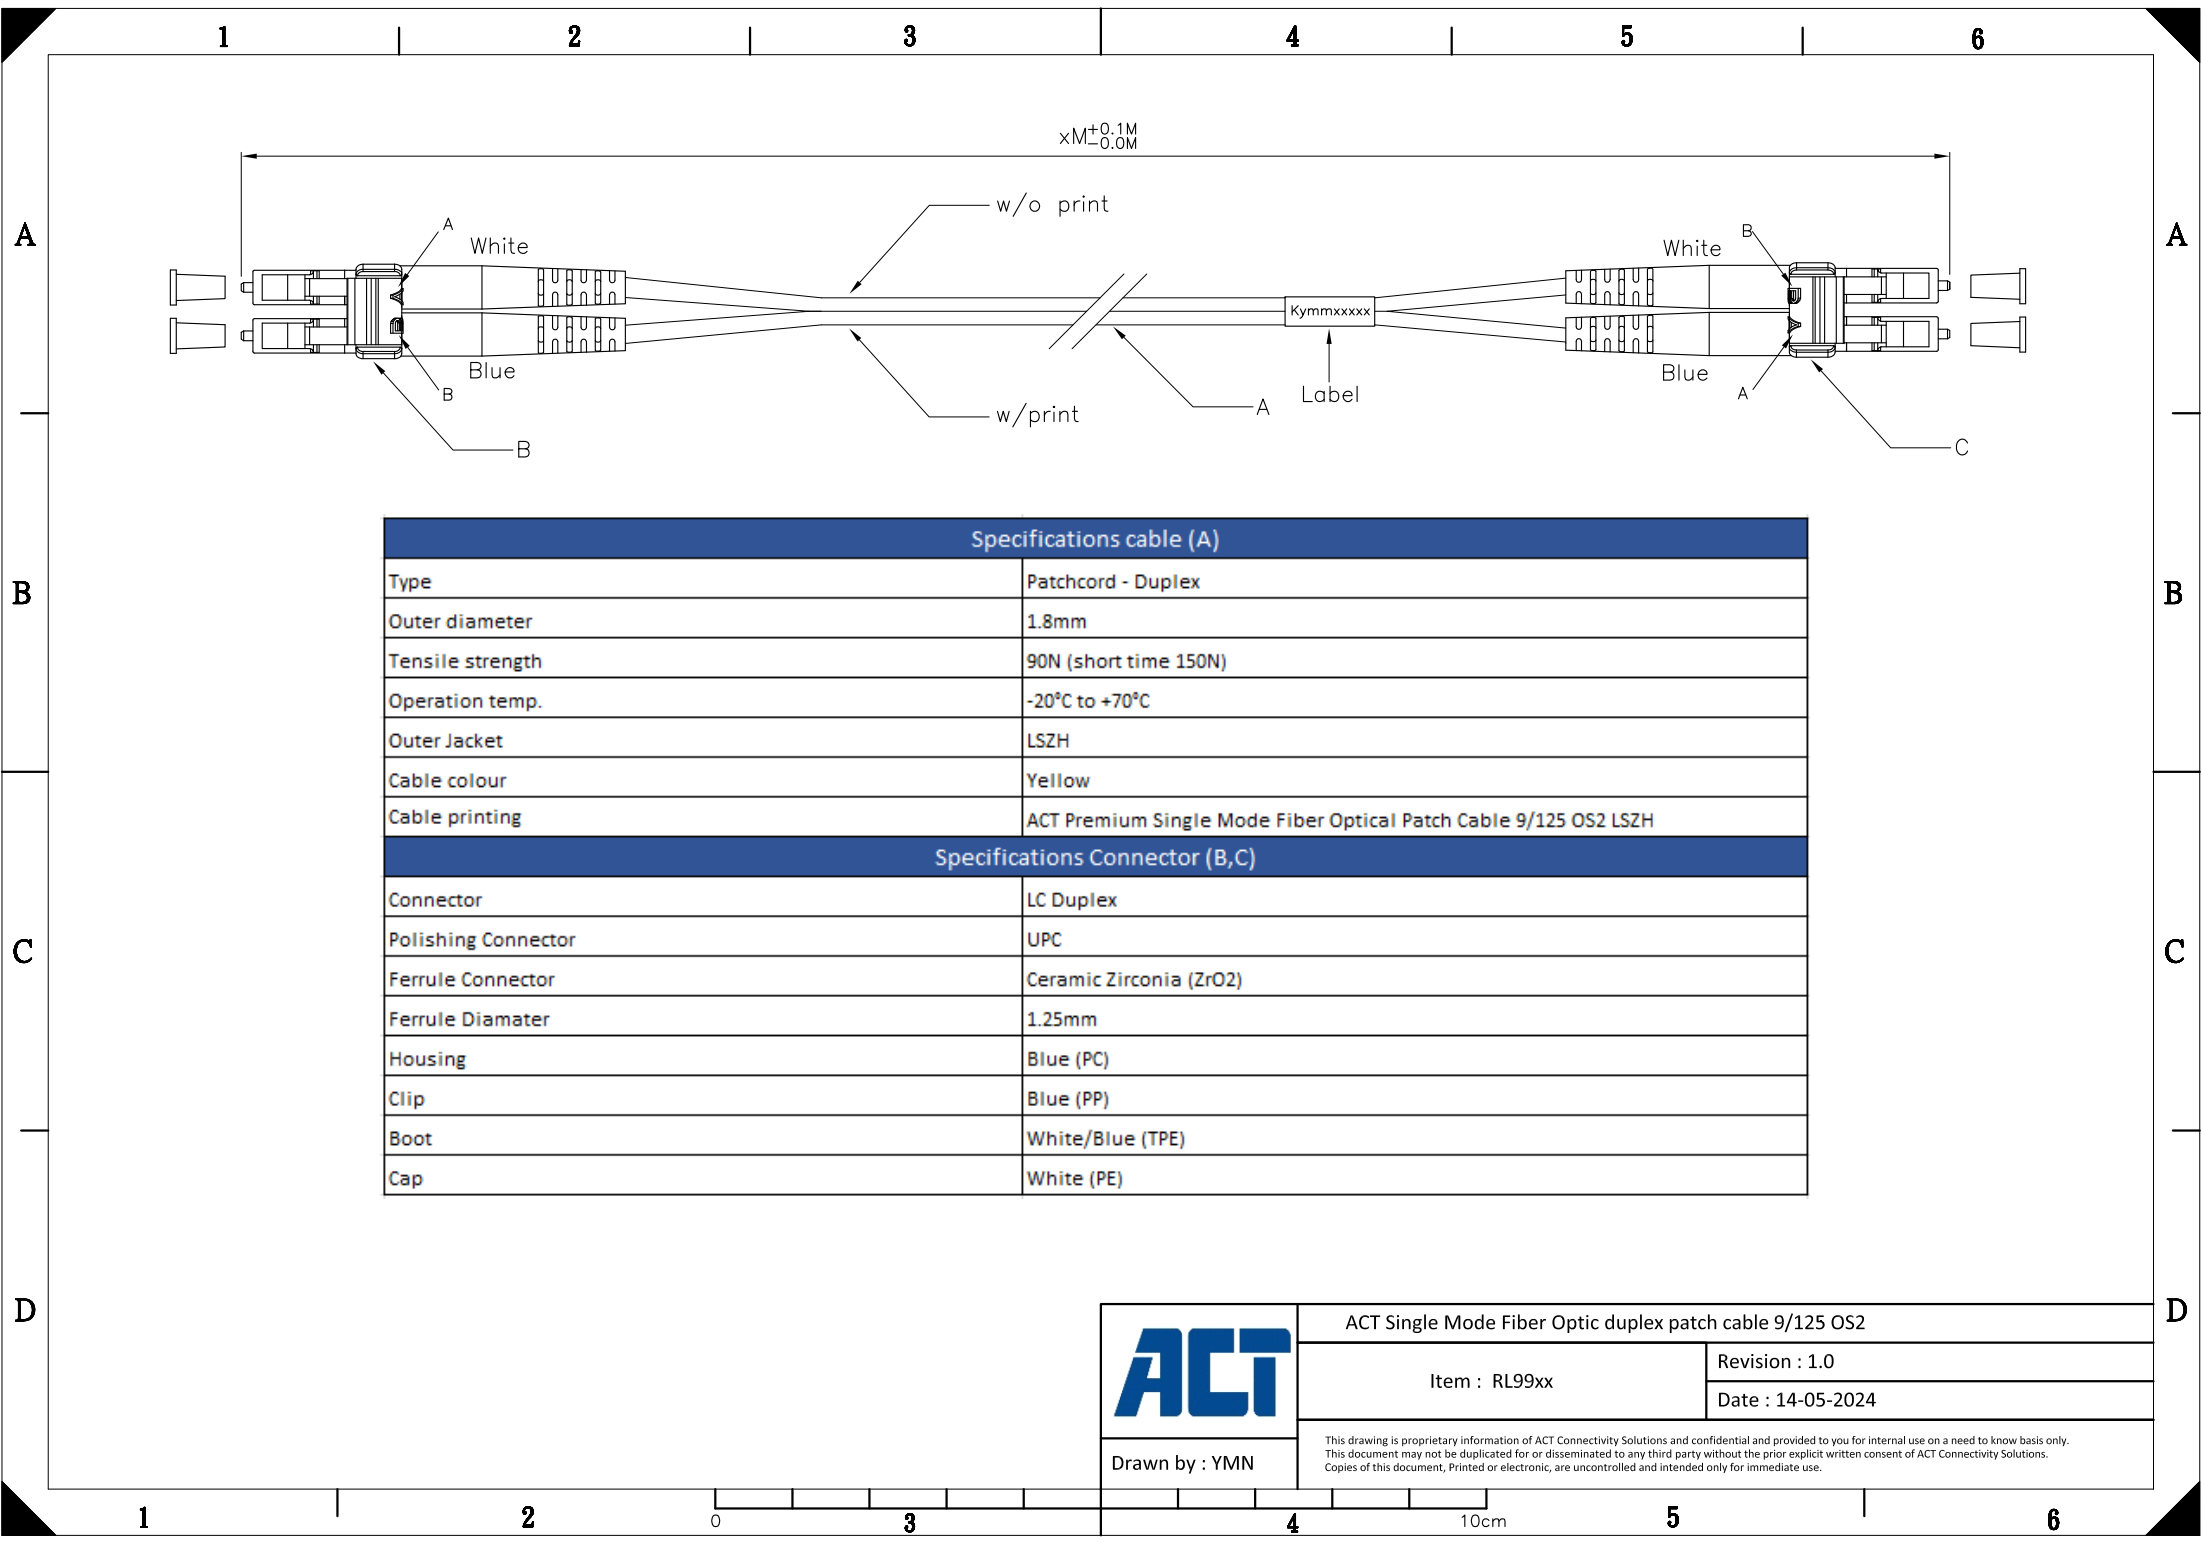 1 2 3 4 5 6
xM +0.1M -0.0M
w/o print
A
White
White
B
A
A
Kymmxxxxx
A
B
B
A
Blue
B
w/print
A
Label
Blue
A
B
C
Specifications cable (A)
Type Patchcord - Duplex
Outer diameter 1.8mm
B B
Tensile strength 90N (short time 150N)
Operation temp. -20°C to +70°C
Outer Jacket LSZH
Cable colour Yellow
Cable printing ACT Premium Single Mode Fiber Optical Patch Cable 9/125 OS2 LSZH
Specifications Connector (B,C)
Connector LC Duplex
Polishing Connector UPC
C C
Ferrule Connector Ceramic Zirconia (ZrO2)
Ferrule Diamater 1.25mm
Housing Blue (PC)
Clip Blue (PP)
Boot White/Blue (TPE)
Cap White (PE)
D D
ACT
ACT Single Mode Fiber Optic duplex patch cable 9/125 OS2
Item : RL99xx
Revision : 1.0
Date : 14-05-2024
Drawn by : YMN
This drawing is proprietary information of ACT Connectivity Solutions and confidential and provided to you for internal use on a need to know basis only.
This document may not be duplicated for or disseminated to any third party without the prior explicit written consent of ACT Connectivity Solutions.
Copies of this document, Printed or electronic, are uncontrolled and intended only for immediate use.
1 2 3 4 5 6
0 10cm